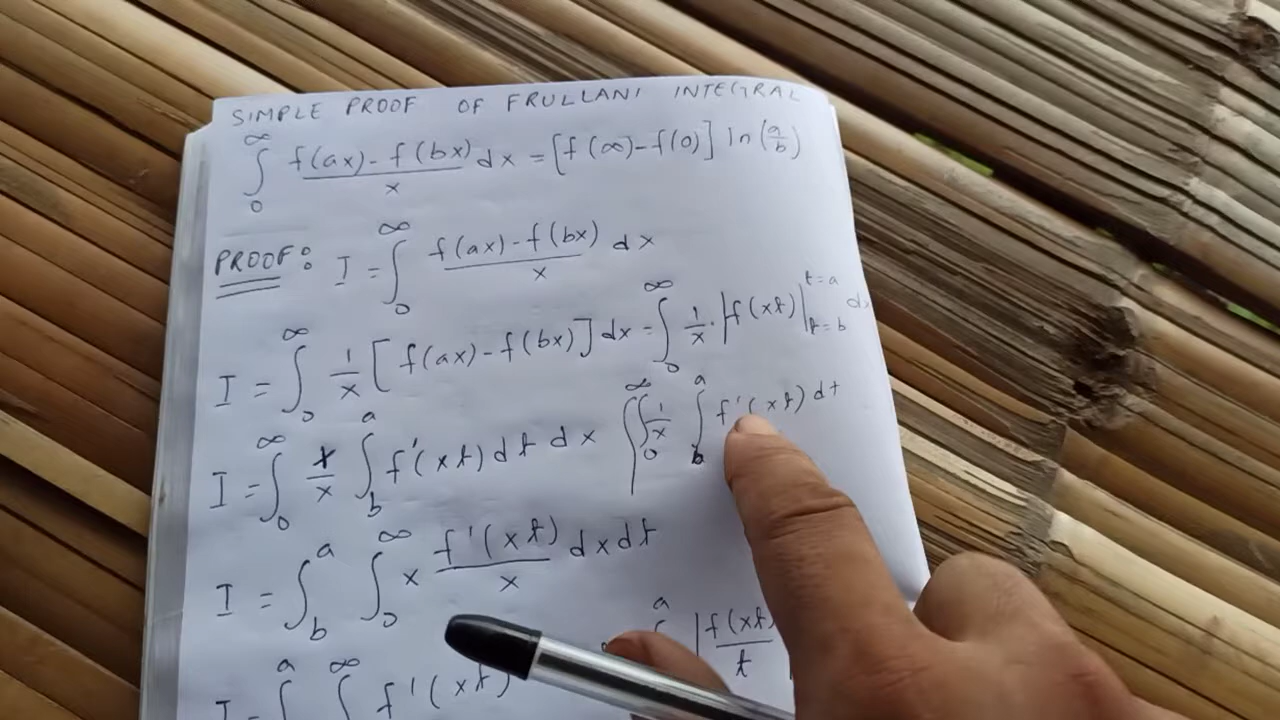 SIMPLE PROOF OF FRULLANI INTEGRAL
∫₀^∞ (f(ax) - f(bx))/x dx = [f(∞) - f(0)] ln(a/b)
PROOF: I = ∫₀^∞ (f(ax) - f(bx))/x dx
I = ∫₀^∞ 1/x [f(ax) - f(bx)] dx = ∫₀^∞ 1/x · |f(xt)|_{t=b}^{t=a} dx
I = ∫₀^∞ x/x ∫_b^a f'(xt) dt dx ∫₀^∞ 1/x ∫_b^a f'(xt) dt
I = ∫_b^a ∫₀^∞ x f'(xt)/x dx dt
I = ∫^a ∫^∞ f'(xt) ∫^a |f(xt)/t|